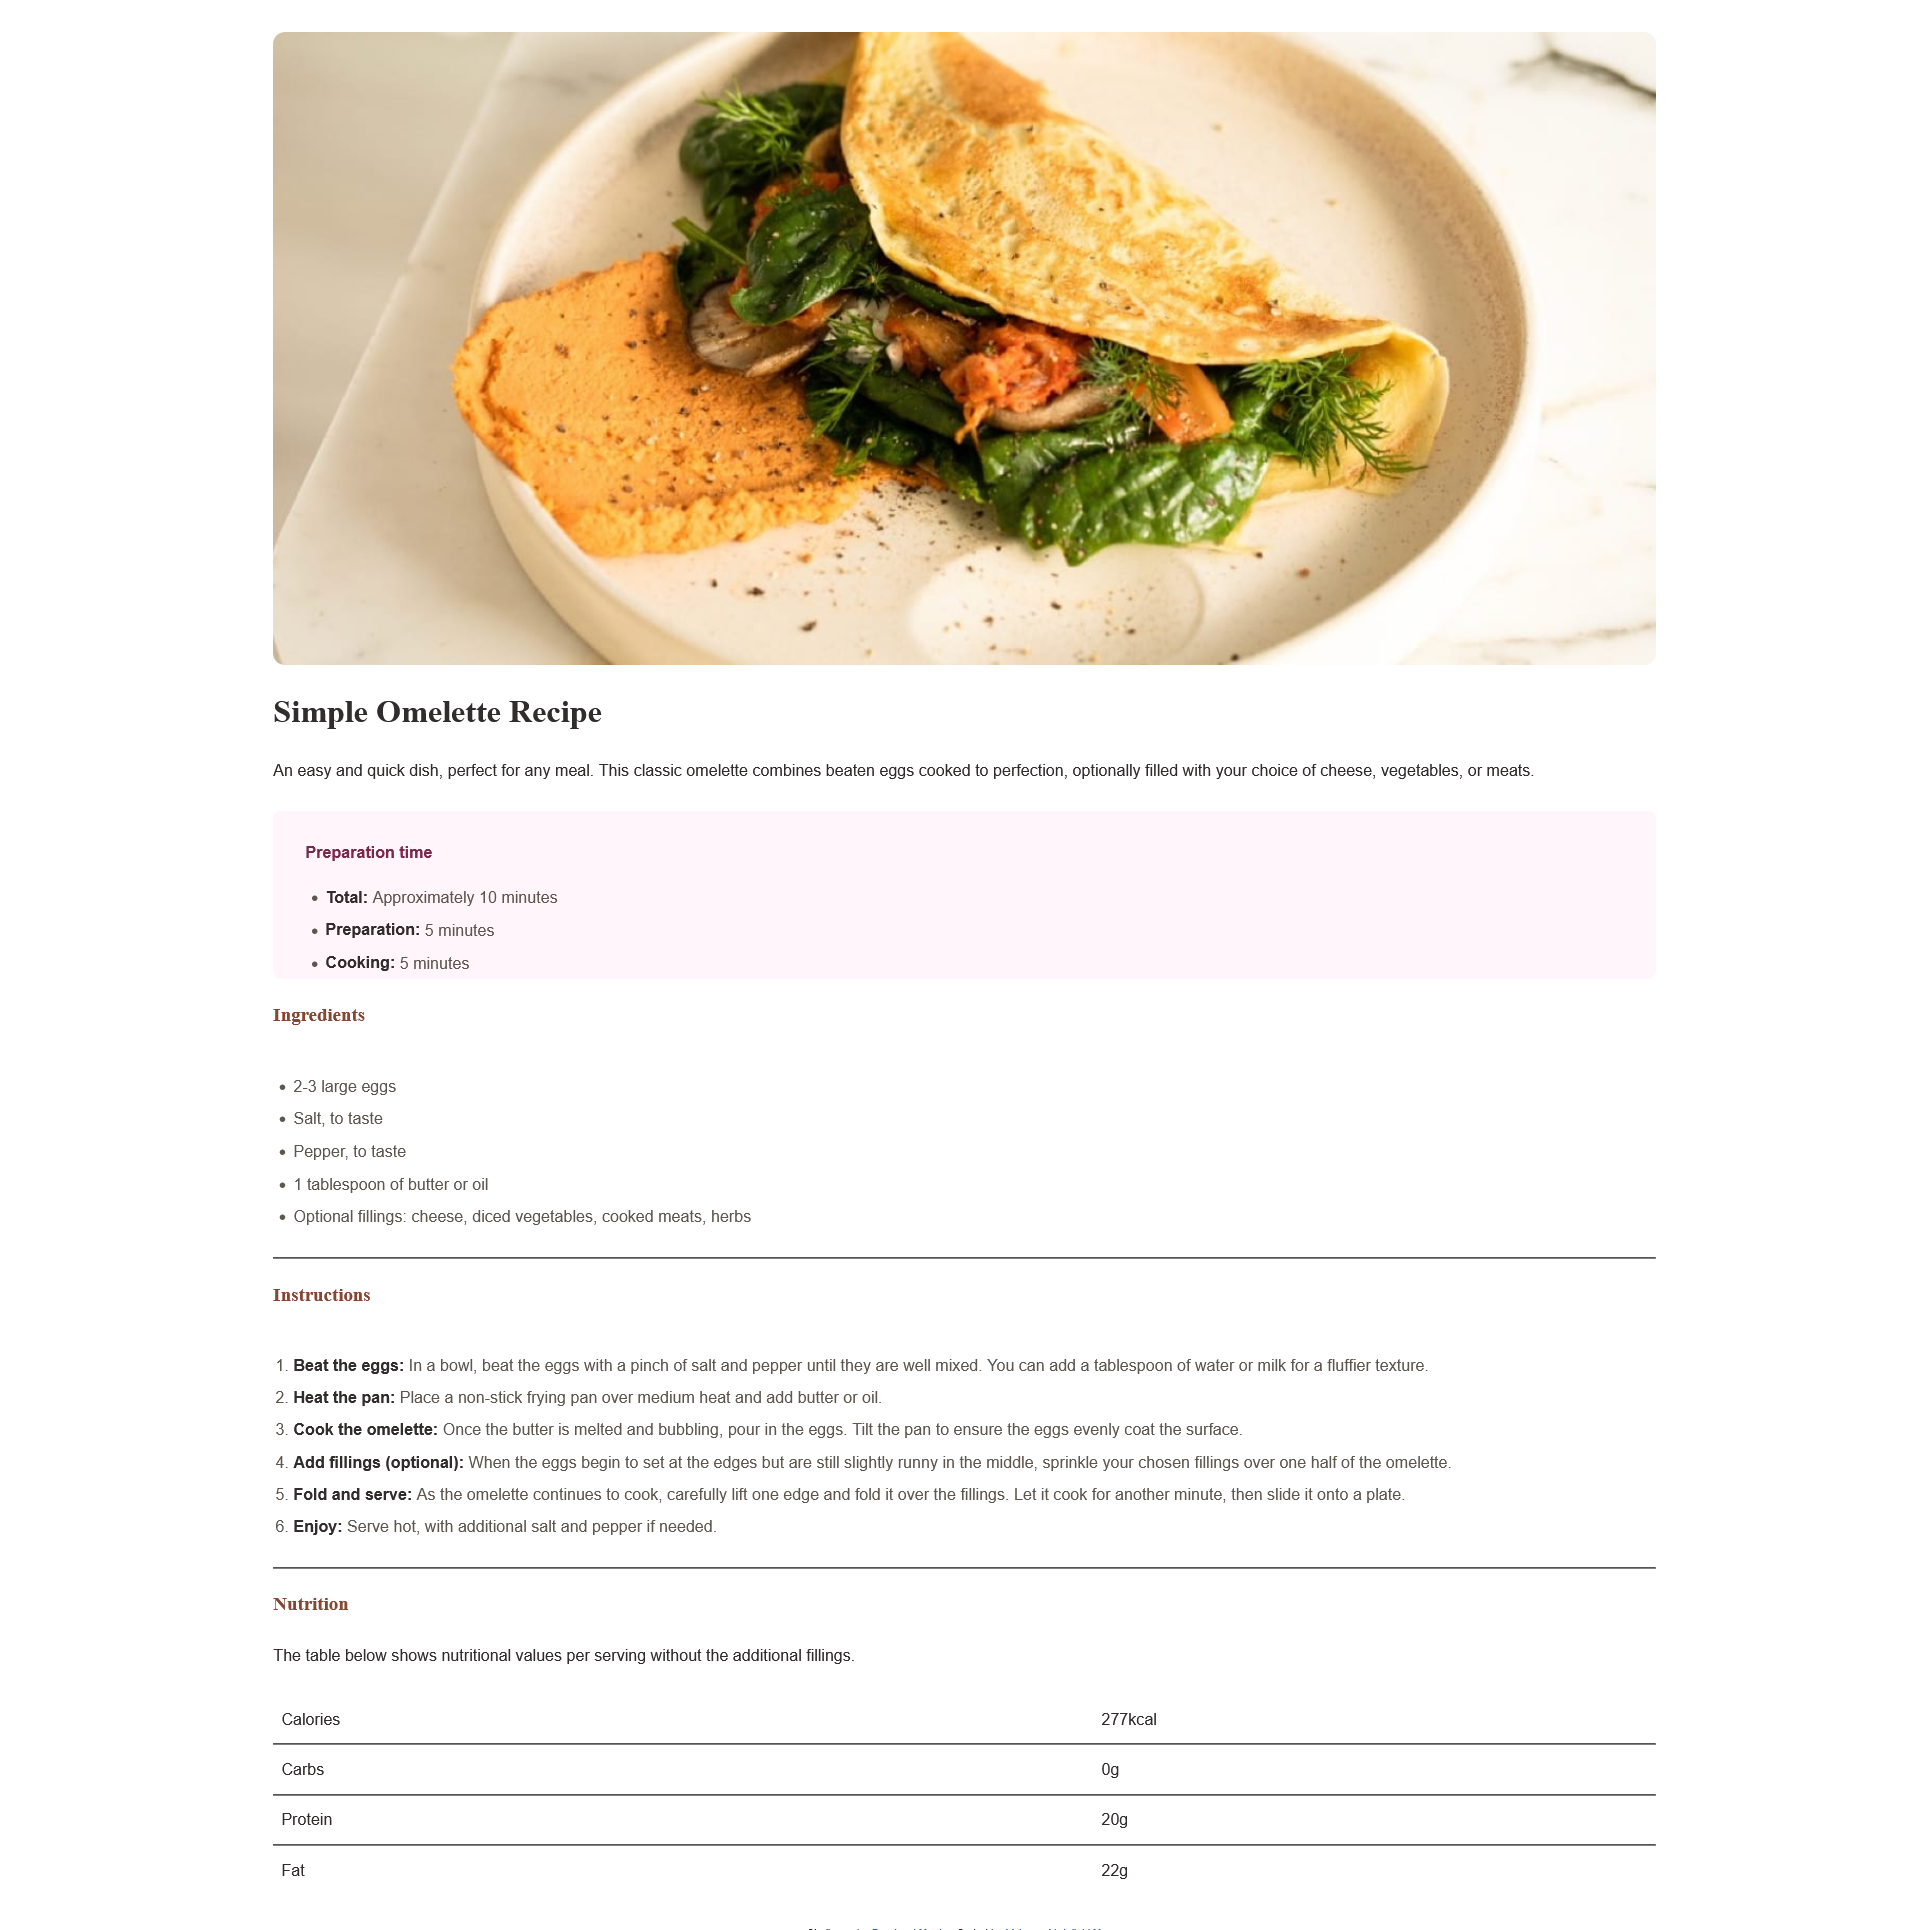 Simple Omelette Recipe
An easy and quick dish, perfect for any meal. This classic omelette combines beaten eggs cooked to perfection, optionally filled with your choice of cheese, vegetables, or meats.
Preparation time
• Total: Approximately 10 minutes
• Preparation: 5 minutes
• Cooking: 5 minutes
Ingredients
• 2-3 large eggs
• Salt, to taste
• Pepper, to taste
• 1 tablespoon of butter or oil
• Optional fillings: cheese, diced vegetables, cooked meats, herbs
Instructions
1. Beat the eggs: In a bowl, beat the eggs with a pinch of salt and pepper until they are well mixed. You can add a tablespoon of water or milk for a fluffier texture.
2. Heat the pan: Place a non-stick frying pan over medium heat and add butter or oil.
3. Cook the omelette: Once the butter is melted and bubbling, pour in the eggs. Tilt the pan to ensure the eggs evenly coat the surface.
4. Add fillings (optional): When the eggs begin to set at the edges but are still slightly runny in the middle, sprinkle your chosen fillings over one half of the omelette.
5. Fold and serve: As the omelette continues to cook, carefully lift one edge and fold it over the fillings. Let it cook for another minute, then slide it onto a plate.
6. Enjoy: Serve hot, with additional salt and pepper if needed.
Nutrition
The table below shows nutritional values per serving without the additional fillings.
Calories 277kcal
Carbs 0g
Protein 20g
Fat 22g